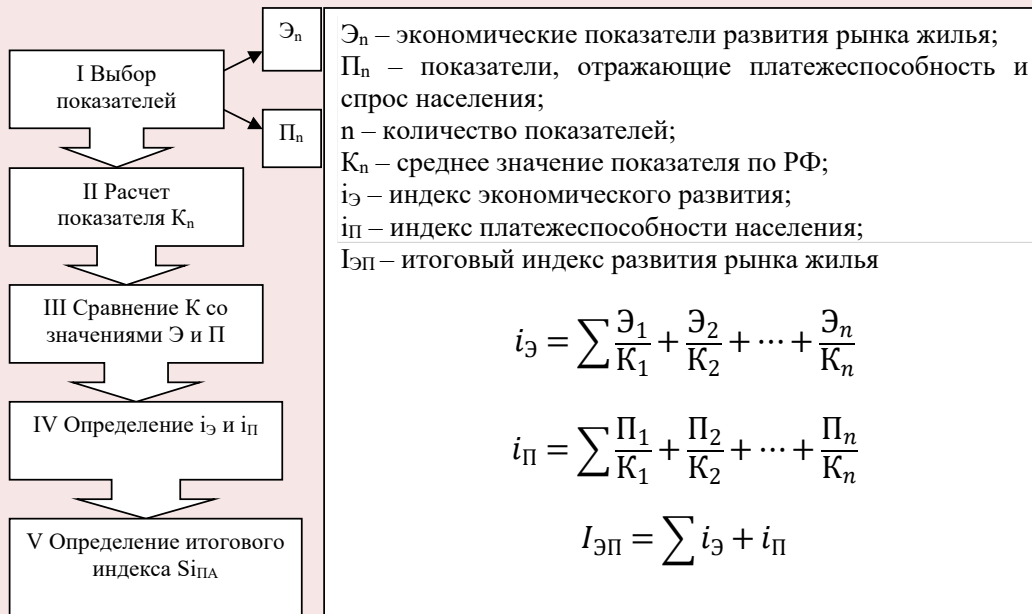 I Выбор
показателей
Эn
Пn
II Расчет
показателя Кn
III Сравнение К со
значениями Э и П
IV Определение iЭ и iП
V Определение итогового
индекса SiПА
Эn – экономические показатели развития рынка жилья;
Пn – показатели, отражающие платежеспособность и
спрос населения;
n – количество показателей;
Кn – среднее значение показателя по РФ;
iЭ – индекс экономического развития;
iП – индекс платежеспособности населения;
IЭП – итоговый индекс развития рынка жилья
iЭ = ∑ Э1/К1 + Э2/К2 + ⋯ + Эn/Кn
iП = ∑ П1/К1 + П2/К2 + ⋯ + Пn/Кn
IЭП = ∑ iЭ + iП